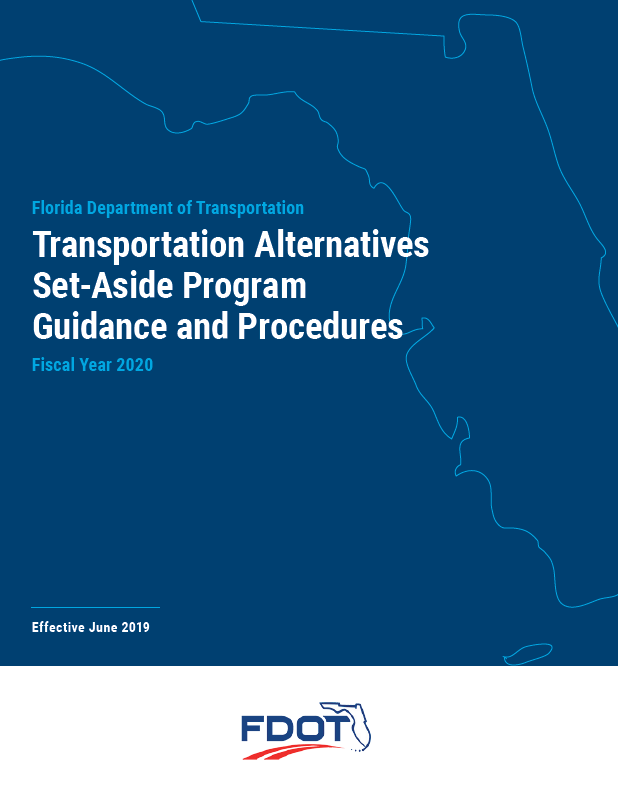 Florida Department of Transportation
Transportation Alternatives
Set-Aside Program
Guidance and Procedures
Fiscal Year 2020
Effective June 2019
FDOT